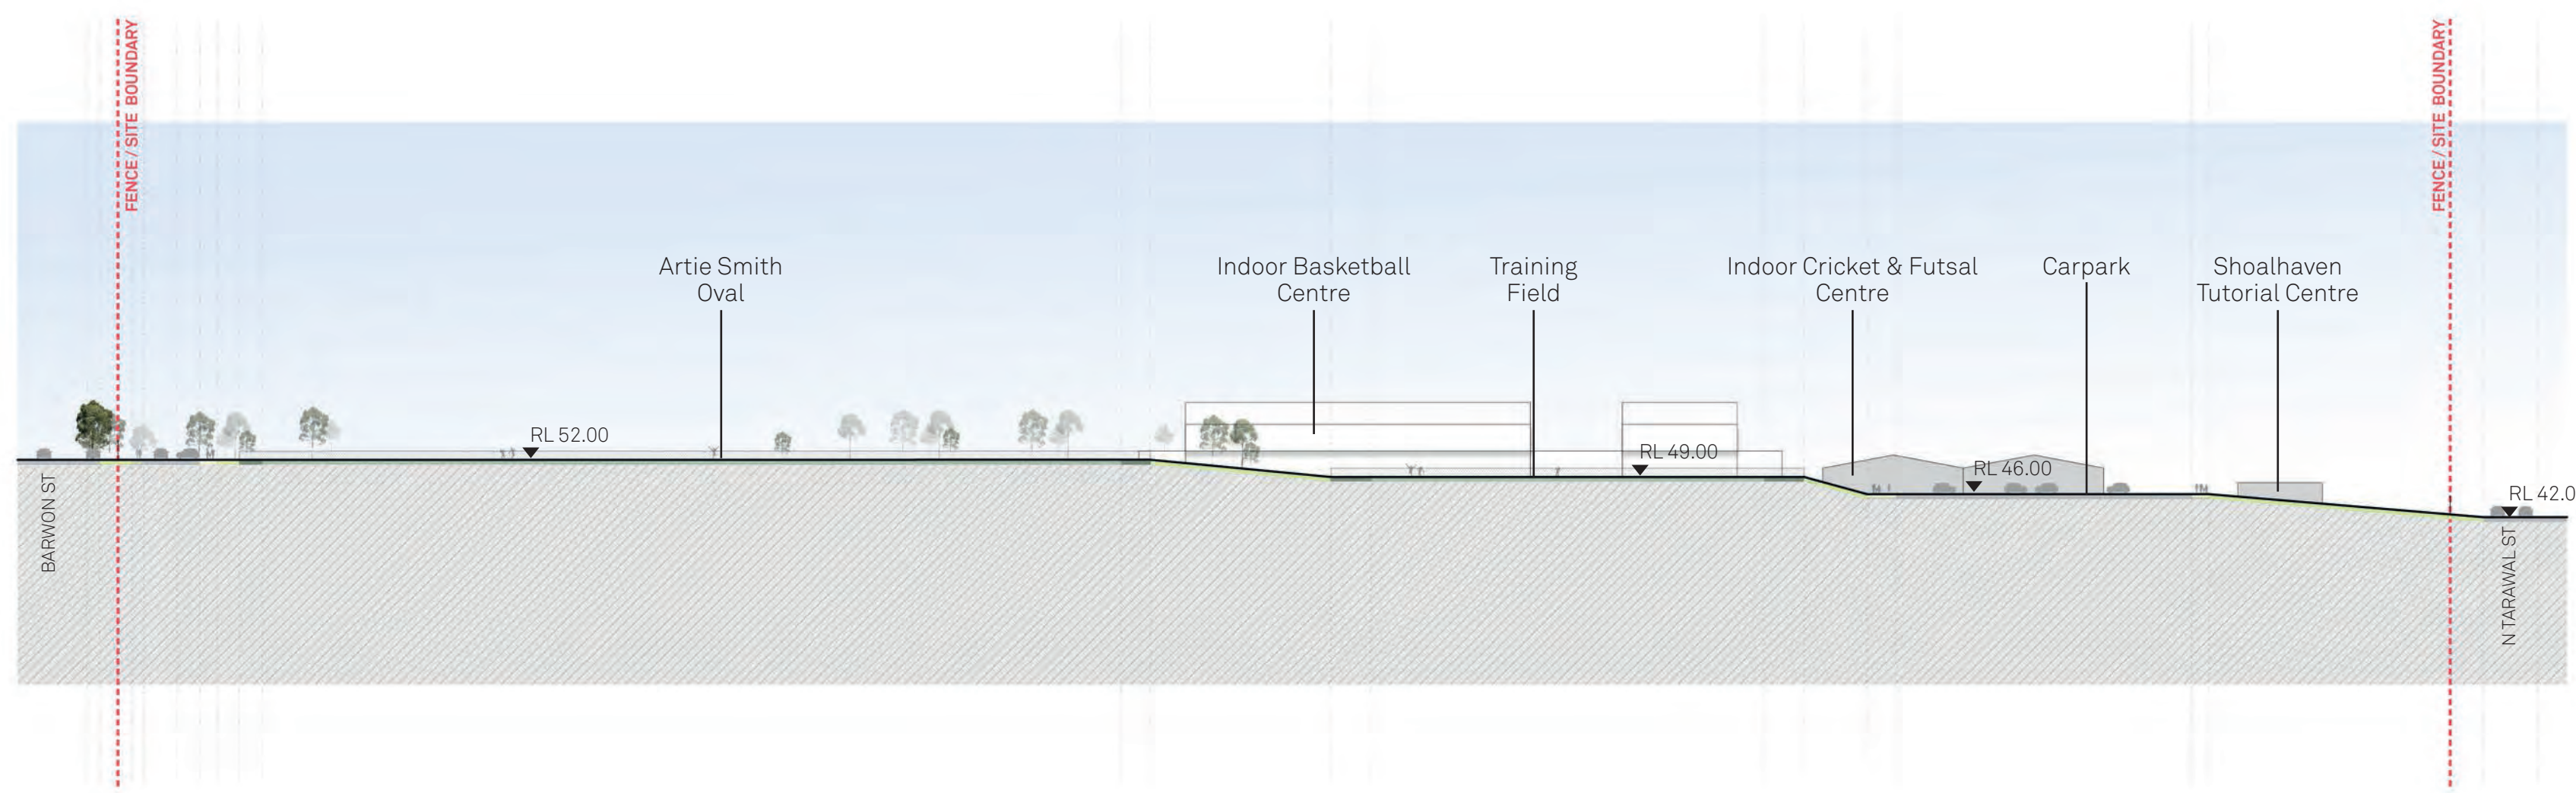 FENCE / SITE BOUNDARY
FENCE / SITE BOUNDARY
Artie Smith
Oval
Indoor Basketball
Centre
Training
Field
Indoor Cricket & Futsal
Centre
Carpark
Shoalhaven
Tutorial Centre
RL 52.00
RL 49.00
RL 46.00
RL 42.0
BARWON ST
N TARAWAL ST